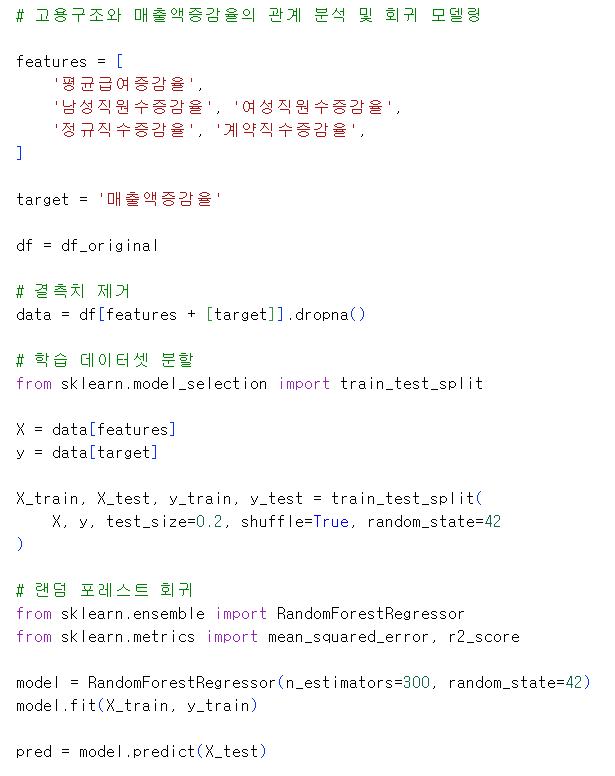 # 고용구조와 매출액증감율의 관계 분석 및 회귀 모델링
features = [
'평균급여증감율',
'남성직원수증감율', '여성직원수증감율',
'정규직수증감율', '계약직수증감율',
]
target = '매출액증감율'
df = df_original
# 결측치 제거
data = df[features + [target]].dropna()
# 학습 데이터셋 분할
from sklearn.model_selection import train_test_split
X = data[features]
y = data[target]
X_train, X_test, y_train, y_test = train_test_split(
X, y, test_size=0.2, shuffle=True, random_state=42
)
# 랜덤 포레스트 회귀
from sklearn.ensemble import RandomForestRegressor
from sklearn.metrics import mean_squared_error, r2_score
model = RandomForestRegressor(n_estimators=300, random_state=42)
model.fit(X_train, y_train)
pred = model.predict(X_test)